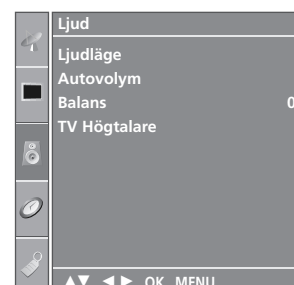 Ljud
Ljudläge
Autovolym
Balans 0
TV Högtalare
▲▼ ◄ ► OK MENU